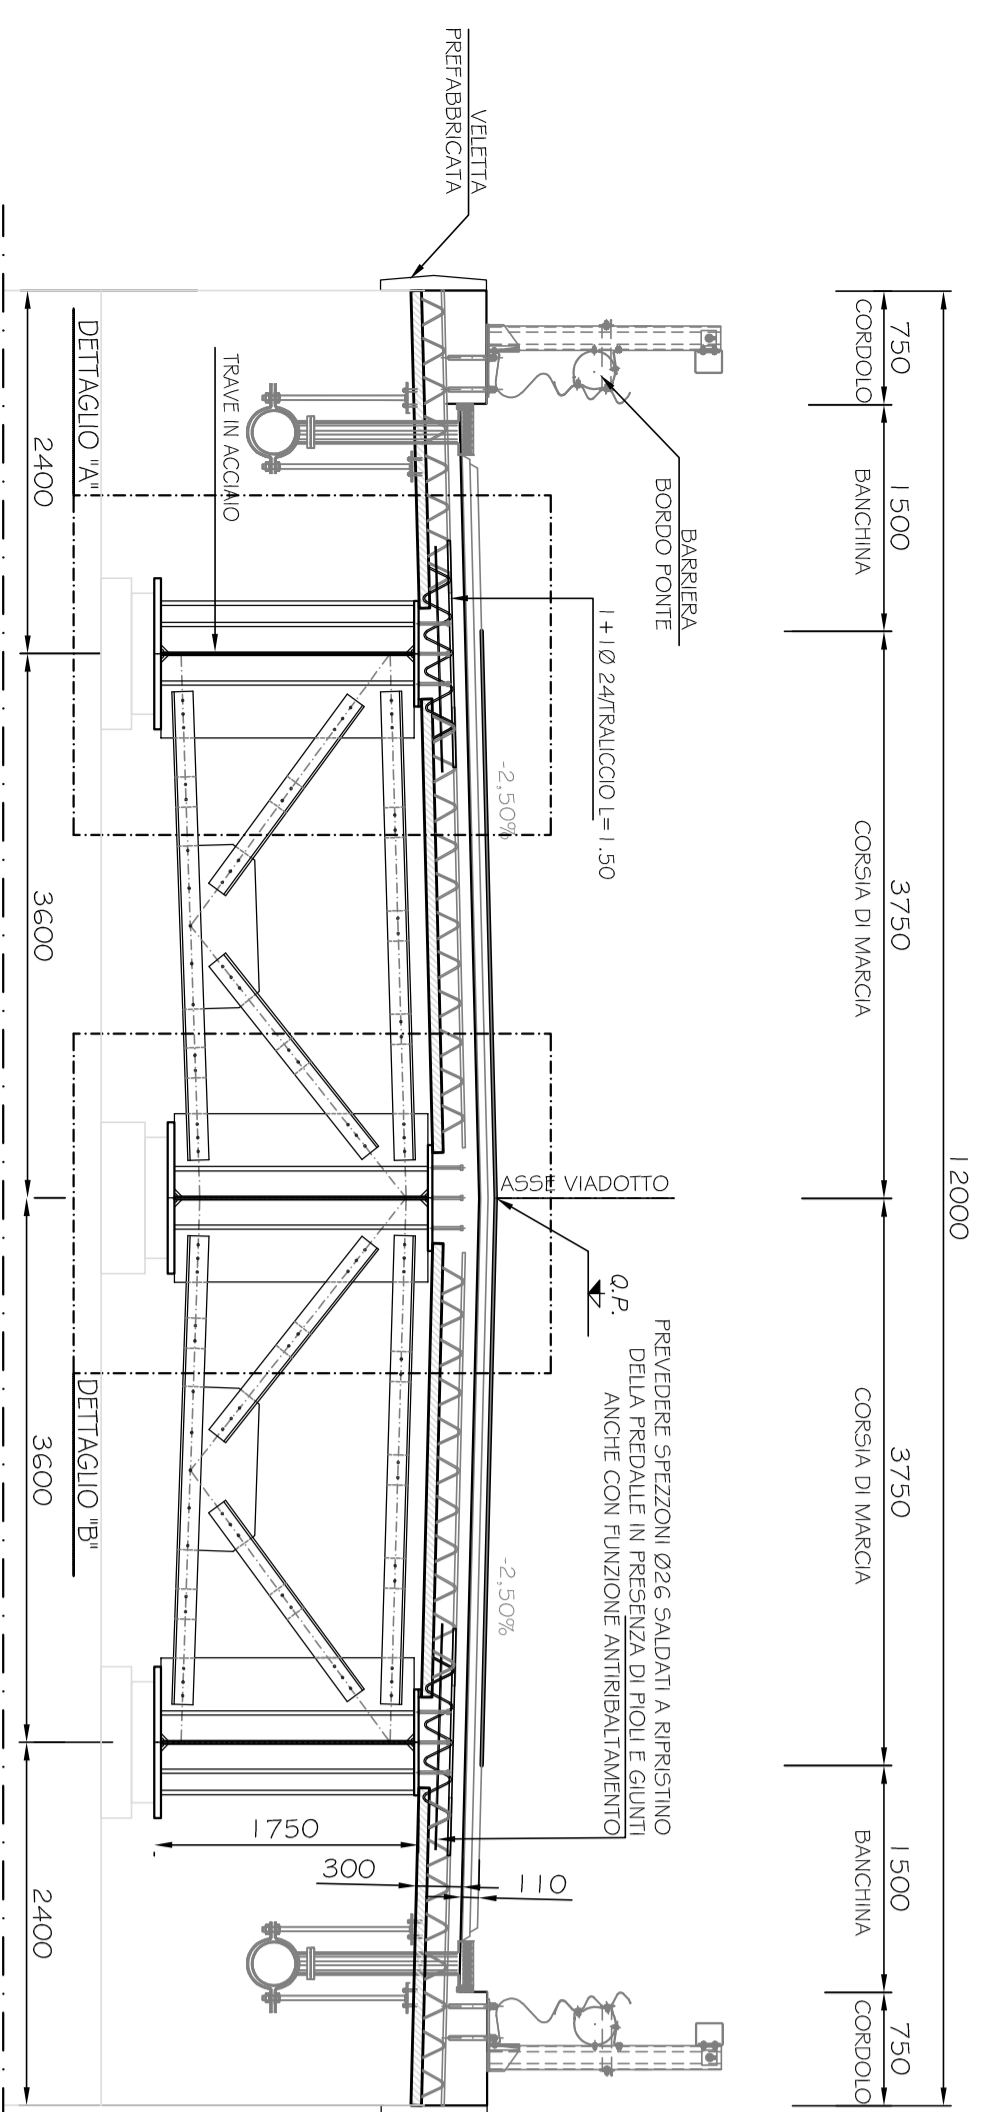 12000
750
1500
3750
3750
1500
750
CORDOLO
BANCHINA
CORSIA DI MARCIA
CORSIA DI MARCIA
BANCHINA
CORDOLO
BARRIERA
BORDO PONTE
1+1Ø 24/TRALICCIO L=1.50
ASSE VIADOTTO
Q.P.
PREVEDERE SPEZZONI Ø26 SALDATI A RIPRISTINO
DELLA PREDALLE IN PRESENZA DI PIOLI E GIUNTI
ANCHE CON FUNZIONE ANTIRIBALTAMENTO
-2,50%
-2,50%
VELETTA
PREFABBRICATA
110
300
1750
TRAVE IN ACCIAIO
DETTAGLIO "A"
DETTAGLIO "B"
2400
3600
3600
2400